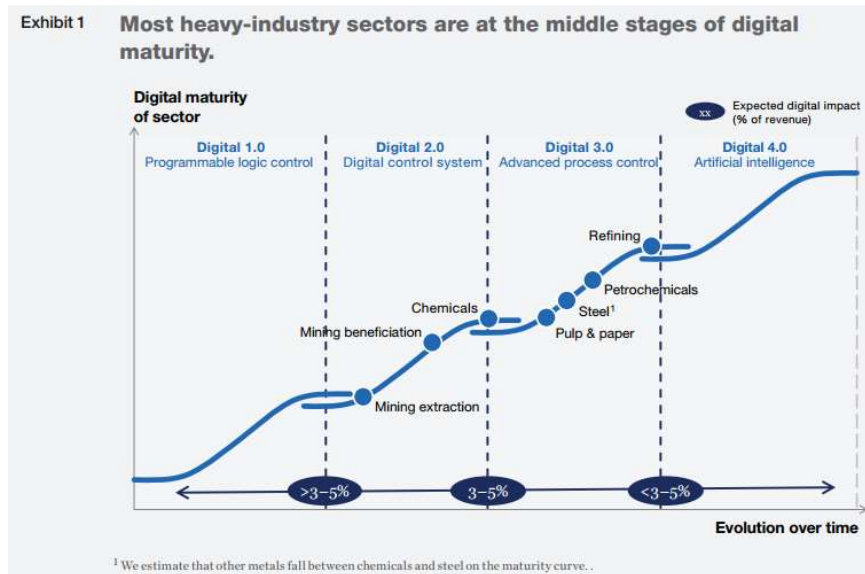 Exhibit 1
Most heavy-industry sectors are at the middle stages of digital
maturity.
Digital maturity
of sector
xx
Expected digital impact
(% of revenue)
Digital 1.0
Programmable logic control
Digital 2.0
Digital control system
Digital 3.0
Advanced process control
Digital 4.0
Artificial intelligence
Refining
Petrochemicals
Steel¹
Pulp & paper
Chemicals
Mining beneficiation
Mining extraction
>3–5%
3–5%
<3–5%
Evolution over time
¹ We estimate that other metals fall between chemicals and steel on the maturity curve. .